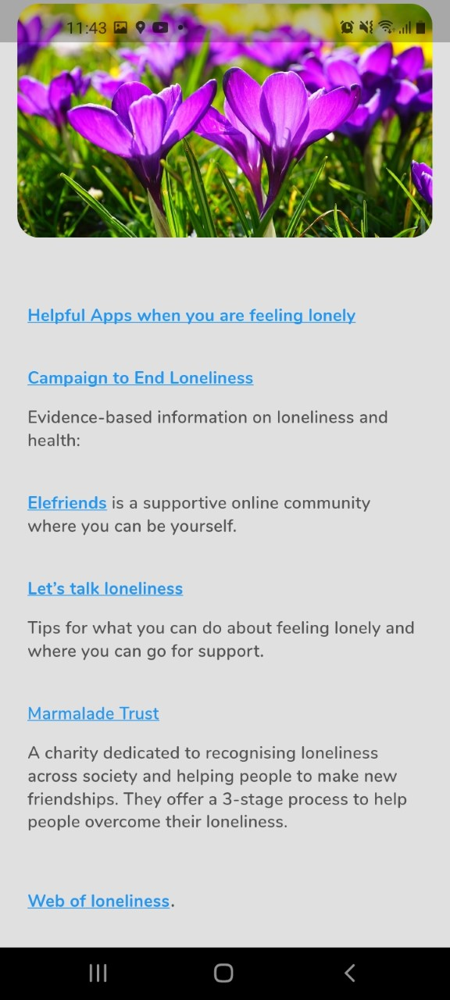 11:43
Helpful Apps when you are feeling lonely
Campaign to End Loneliness
Evidence-based information on loneliness and
health:
Elefriends is a supportive online community
where you can be yourself.
Let’s talk loneliness
Tips for what you can do about feeling lonely and
where you can go for support.
Marmalade Trust
A charity dedicated to recognising loneliness
across society and helping people to make new
friendships. They offer a 3-stage process to help
people overcome their loneliness.
Web of loneliness.